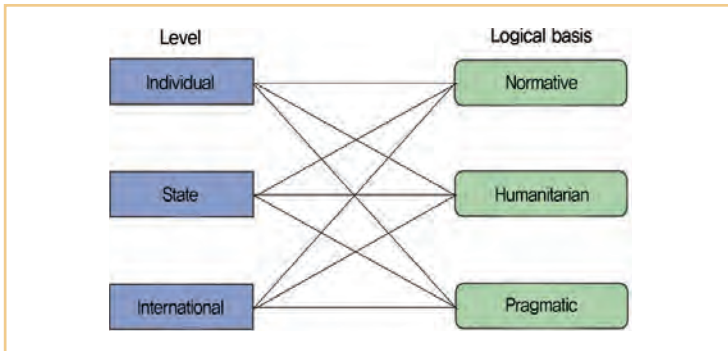 Level Logical basis
Individual Normative
State Humanitarian
International Pragmatic